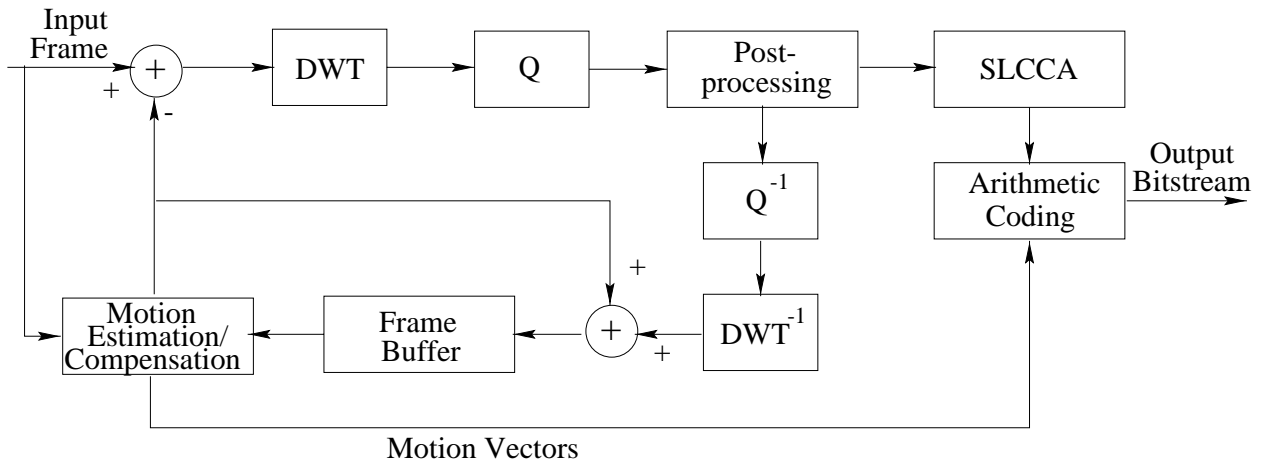 Input
Frame
+
+
-
DWT
Q
Post-
processing
SLCCA
Q^-1
Arithmetic
Coding
Output
Bitstream
+
Motion
Estimation/
Compensation
Frame
Buffer
+
+
DWT^-1
Motion Vectors